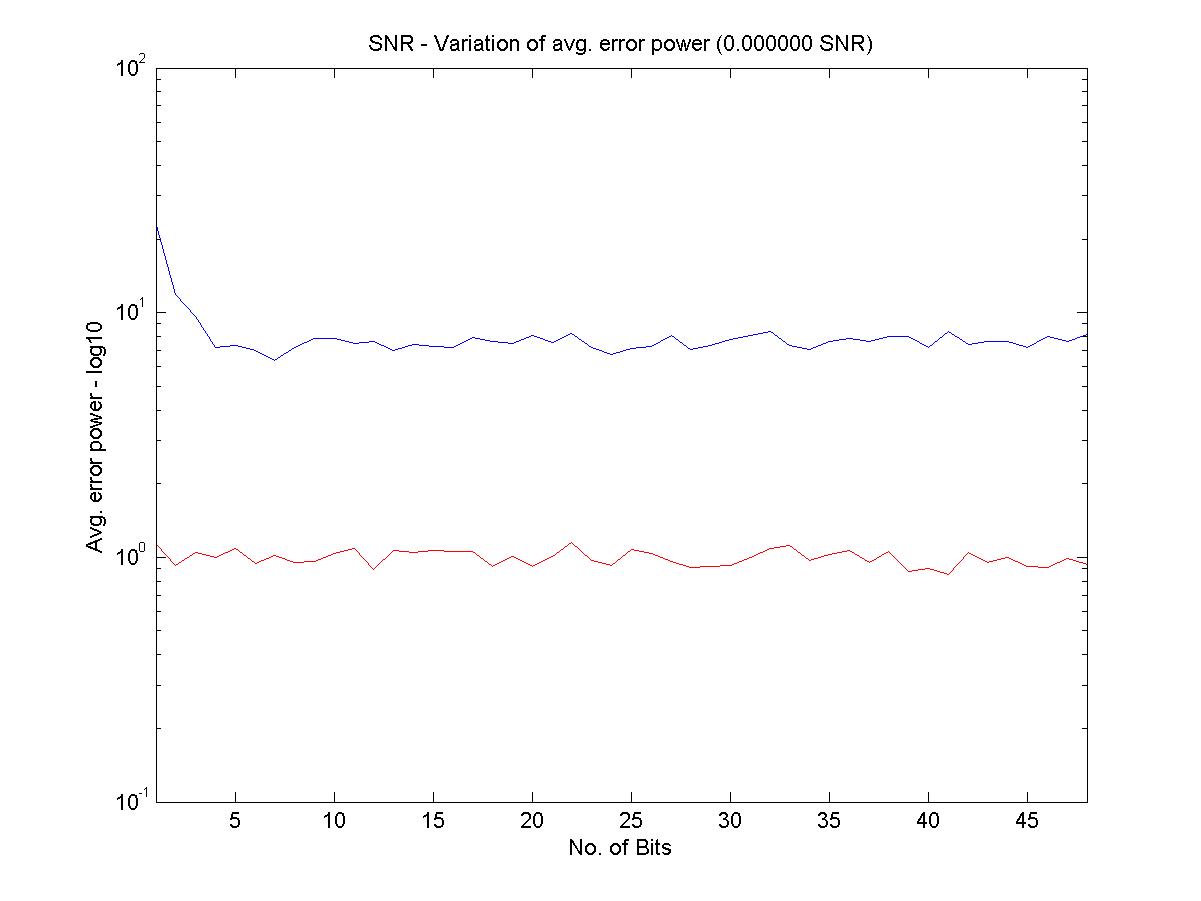 SNR - Variation of avg. error power (0.000000 SNR)
10^2
10^1
10^0
10^-1
Avg. error power - log10
5 10 15 20 25 30 35 40 45
No. of Bits